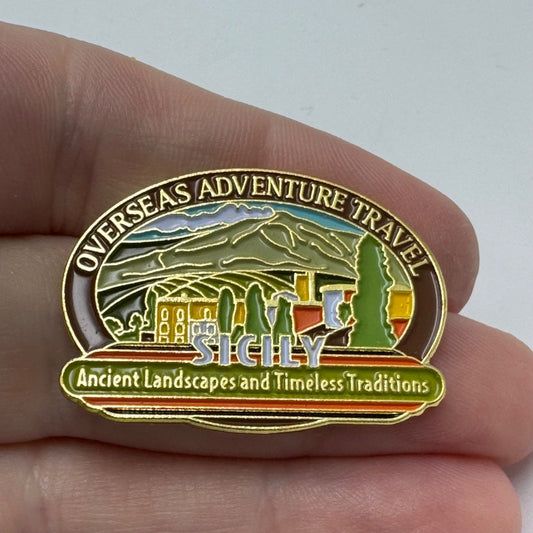 OVERSEAS ADVENTURE TRAVEL
SICILY
Ancient Landscapes and Timeless Traditions